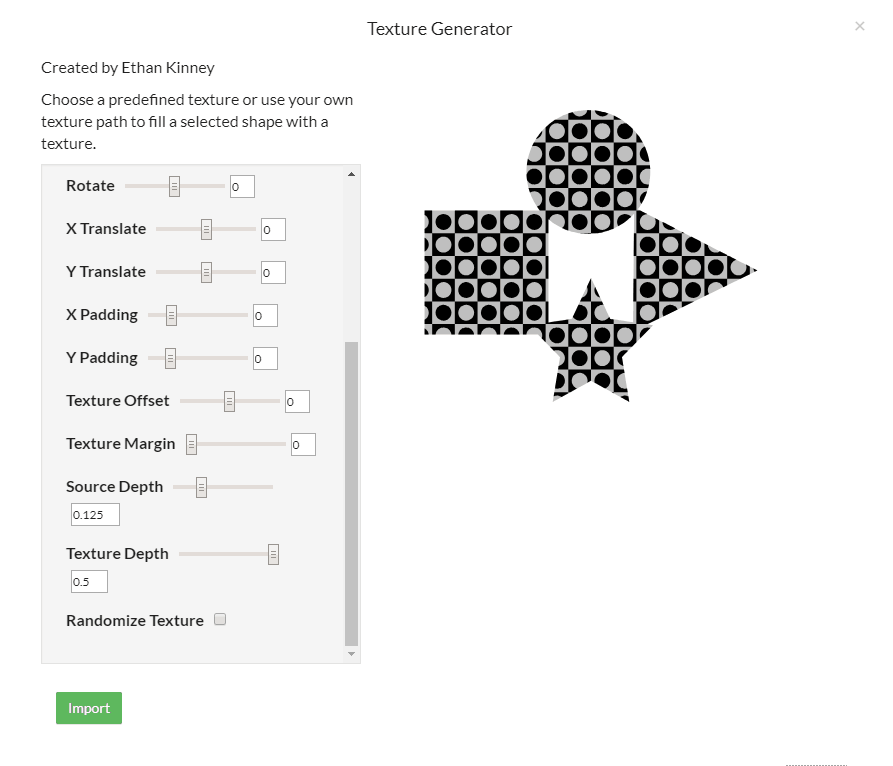 Texture Generator
×
Created by Ethan Kinney
Choose a predefined texture or use your own
texture path to fill a selected shape with a
texture.
Rotate 0
X Translate 0
Y Translate 0
X Padding 0
Y Padding 0
Texture Offset 0
Texture Margin 0
Source Depth
0.125
Texture Depth
0.5
Randomize Texture
Import